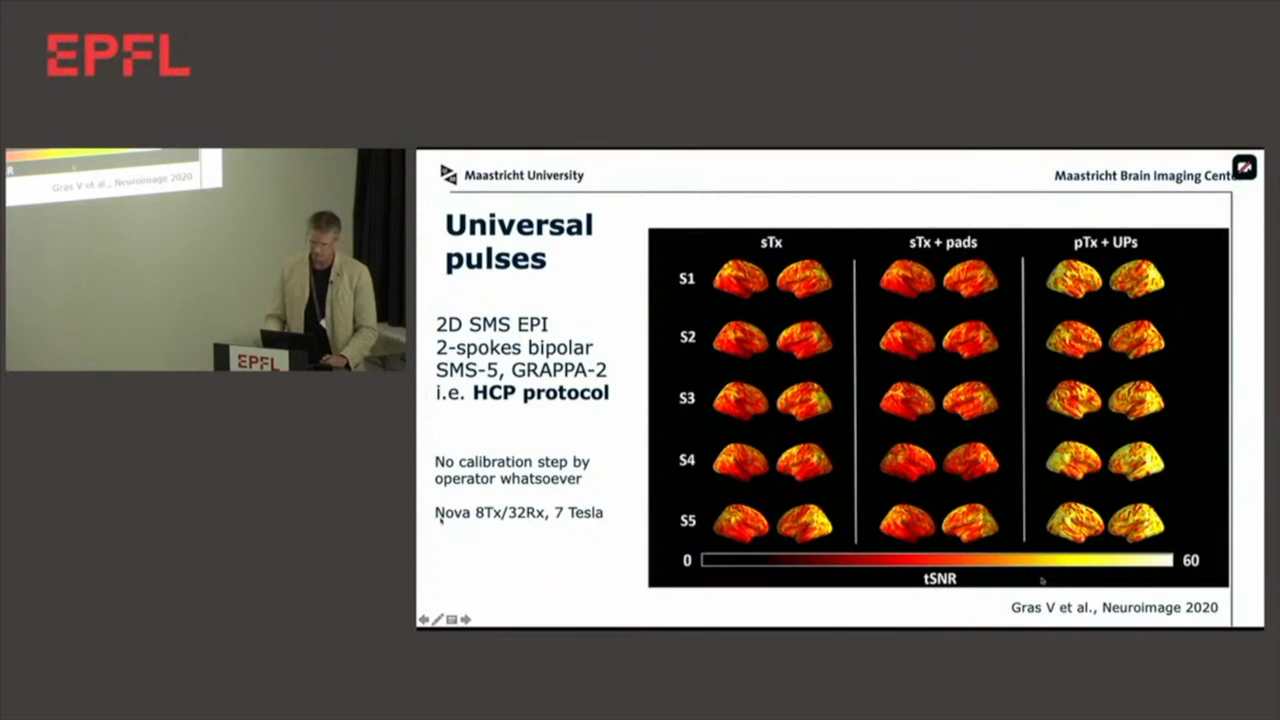 EPFL
R
Gras V et al., Neuroimage 2020
EPFL
Maastricht University
Maastricht Brain Imaging Cente
Universal
pulses
2D SMS EPI
2-spokes bipolar
SMS-5, GRAPPA-2
i.e. HCP protocol
No calibration step by
operator whatsoever
Nova 8Tx/32Rx, 7 Tesla
sTx sTx + pads pTx + UPs
S1
S2
S3
S4
S5
0 60
tSNR
Gras V et al., Neuroimage 2020